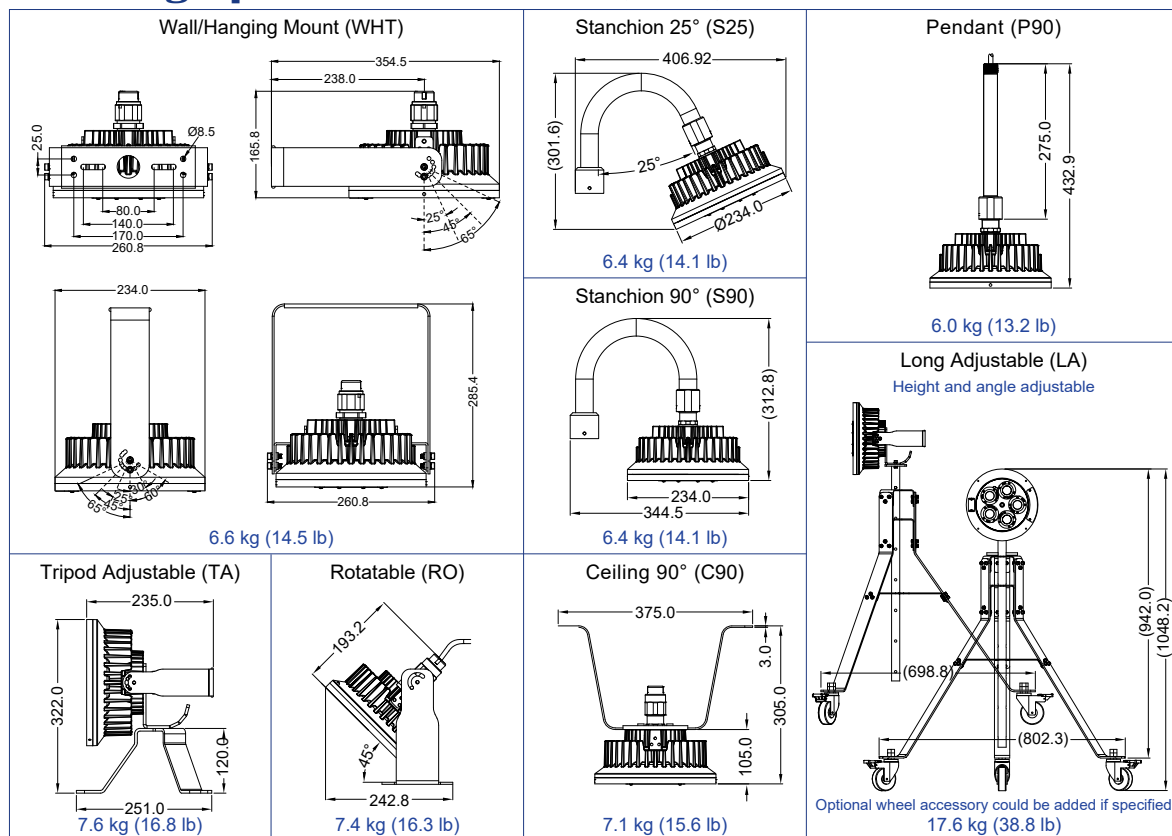 Wall/Hanging Mount (WHT)
354.5
238.0
165.8
25.0
Ø8.5
80.0
140.0
170.0
260.8
25°
45°
65°
234.0
285.4
65°
45°
25°
30°
60°
260.8
6.6 kg (14.5 lb)
Stanchion 25° (S25)
406.92
(301.6)
25°
Ø234.0
6.4 kg (14.1 lb)
Stanchion 90° (S90)
(312.8)
234.0
344.5
6.4 kg (14.1 lb)
Pendant (P90)
275.0
432.9
6.0 kg (13.2 lb)
Long Adjustable (LA)
Height and angle adjustable
(698.8)
(802.3)
(942.0)
(1048.2)
Optional wheel accessory could be added if specified
17.6 kg (38.8 lb)
Tripod Adjustable (TA)
235.0
322.0
120.0
251.0
7.6 kg (16.8 lb)
Rotatable (RO)
193.2
45°
242.8
7.4 kg (16.3 lb)
Ceiling 90° (C90)
375.0
3.0
305.0
105.0
7.1 kg (15.6 lb)